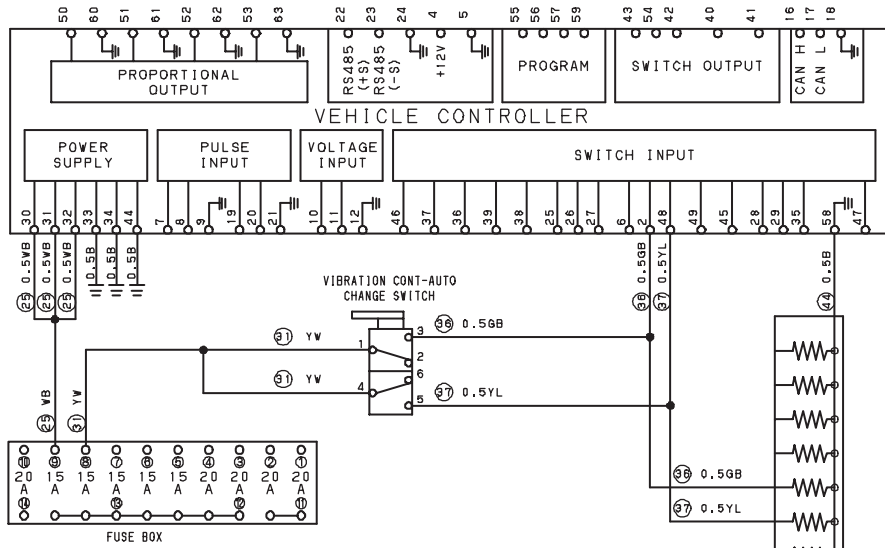 50 60 51 61 52 62 53 63 22 23 24 4 5 55 56 57 59 43 54 42 40 41 16 17 18
PROPORTIONAL
OUTPUT
RS485
(+S)
RS485
(-S)
+12V
PROGRAM
SWITCH OUTPUT
CAN H
CAN L
VEHICLE CONTROLLER
POWER
SUPPLY
PULSE
INPUT
VOLTAGE
INPUT
SWITCH INPUT
30 31 32 33 34 44 7 8 9 19 20 21 10 11 12 46 37 36 39 38 25 26 27 6 2 48 49 45 28 29 35 58 47
25 0.5WB
25 0.5WB
25 0.5WB
0.5B
0.5B
0.5B
36 0.5GB
37 0.5YL
44 0.5B
VIBRATION CONT-AUTO
CHANGE SWITCH
31 YW
1
3
2
36 0.5GB
31 YW
4
6
5
37 0.5YL
25 WB
31 YW
10 9 8 7 6 5 4 3 2 1
20 15 15 15 15 15 20 20 20 20
A A A A A A A A A A
14 13 12 11
FUSE BOX
36 0.5GB
37 0.5YL